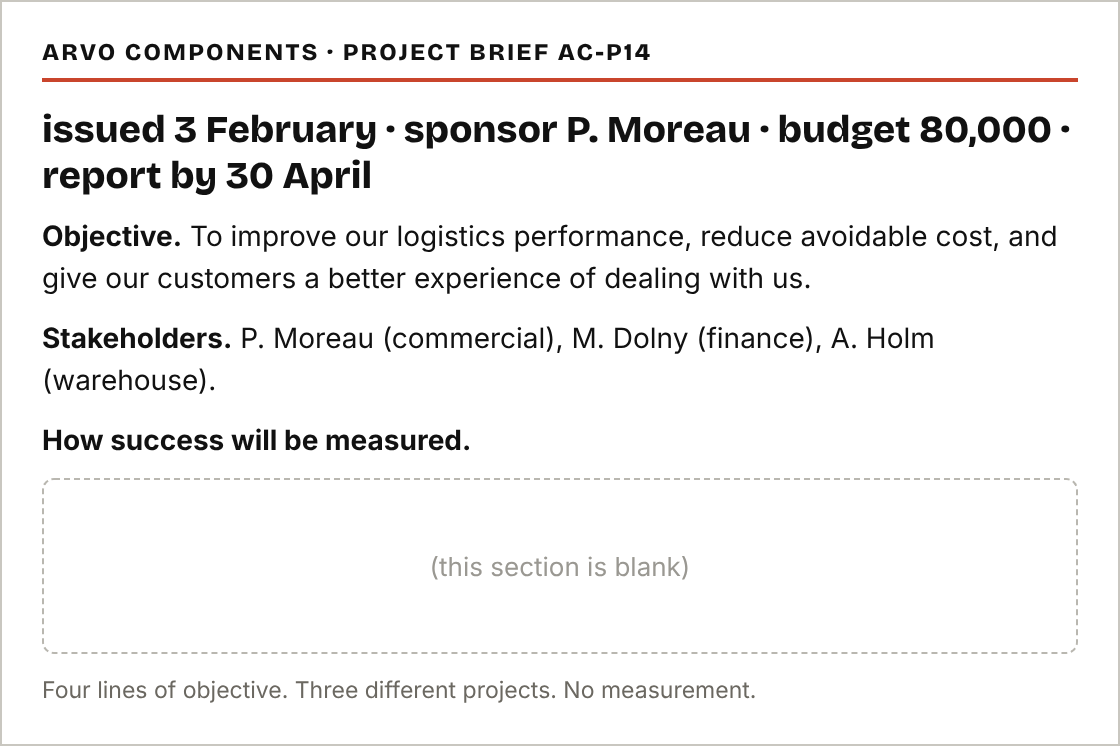 ARVO COMPONENTS · PROJECT BRIEF AC-P14
issued 3 February · sponsor P. Moreau · budget 80,000 ·
report by 30 April
Objective. To improve our logistics performance, reduce avoidable cost, and
give our customers a better experience of dealing with us.
Stakeholders. P. Moreau (commercial), M. Dolny (finance), A. Holm
(warehouse).
How success will be measured.
(this section is blank)
Four lines of objective. Three different projects. No measurement.